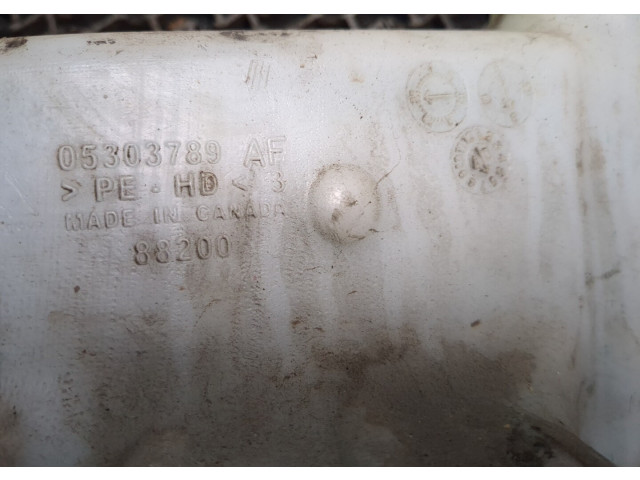 05303789 AF
> PE - HD < 3
MADE IN CANADA
88200